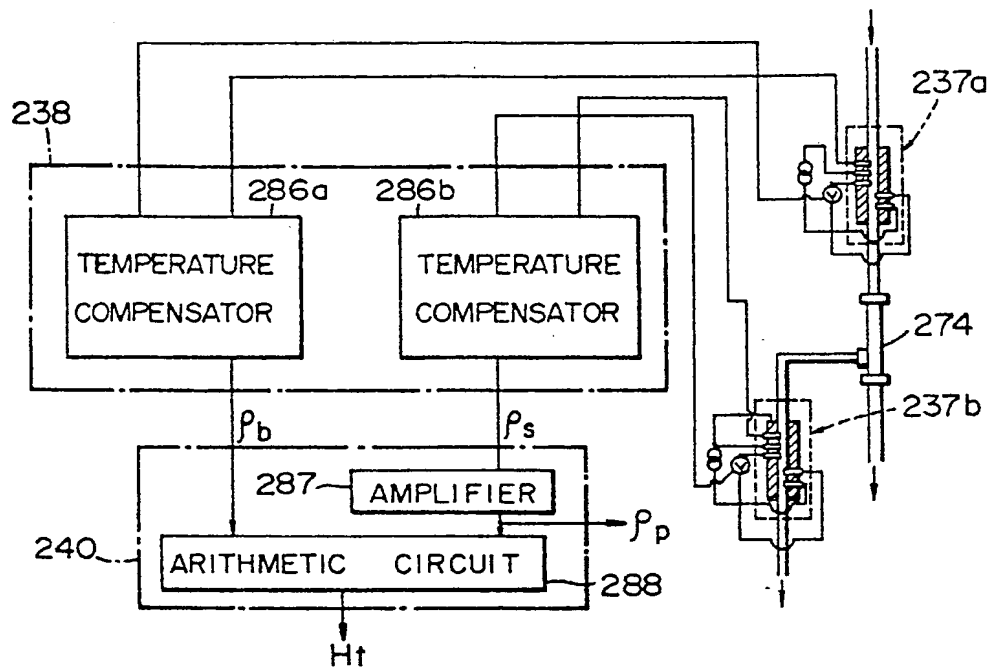 237a
238
286a
286b
TEMPERATURE
COMPENSATOR
TEMPERATURE
COMPENSATOR
V
274
237b
ρb
ρs
V
287
AMPLIFIER
ρp
240
ARITHMETIC CIRCUIT
288
Ht